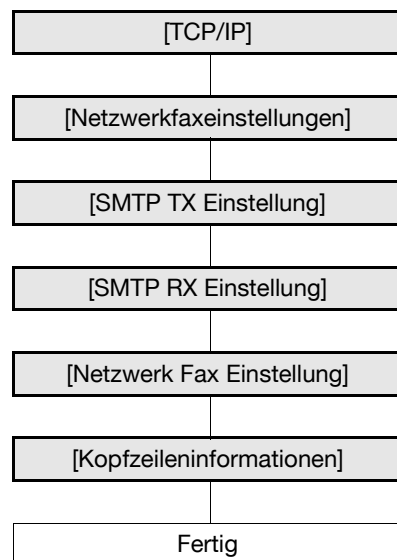 [TCP/IP]
[Netzwerkfaxeinstellungen]
[SMTP TX Einstellung]
[SMTP RX Einstellung]
[Netzwerk Fax Einstellung]
[Kopfzeileninformationen]
Fertig